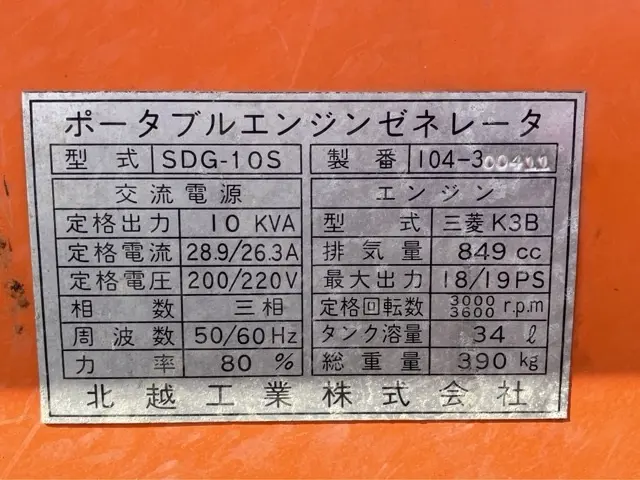 ポータブルエンジンゼネレータ
型式 SDG-10S 製番 104-300411
交流電源 エンジン
定格出力 10 KVA 型式 三菱K3B
定格電流 28.9/26.3A 排気量 849 cc
定格電圧 200/220V 最大出力 18/19PS
相数 三相 定格回転数 3000/3600 r.p.m
周波数 50/60Hz タンク容量 34 ℓ
力率 80 % 総重量 390 kg
北越工業株式会社